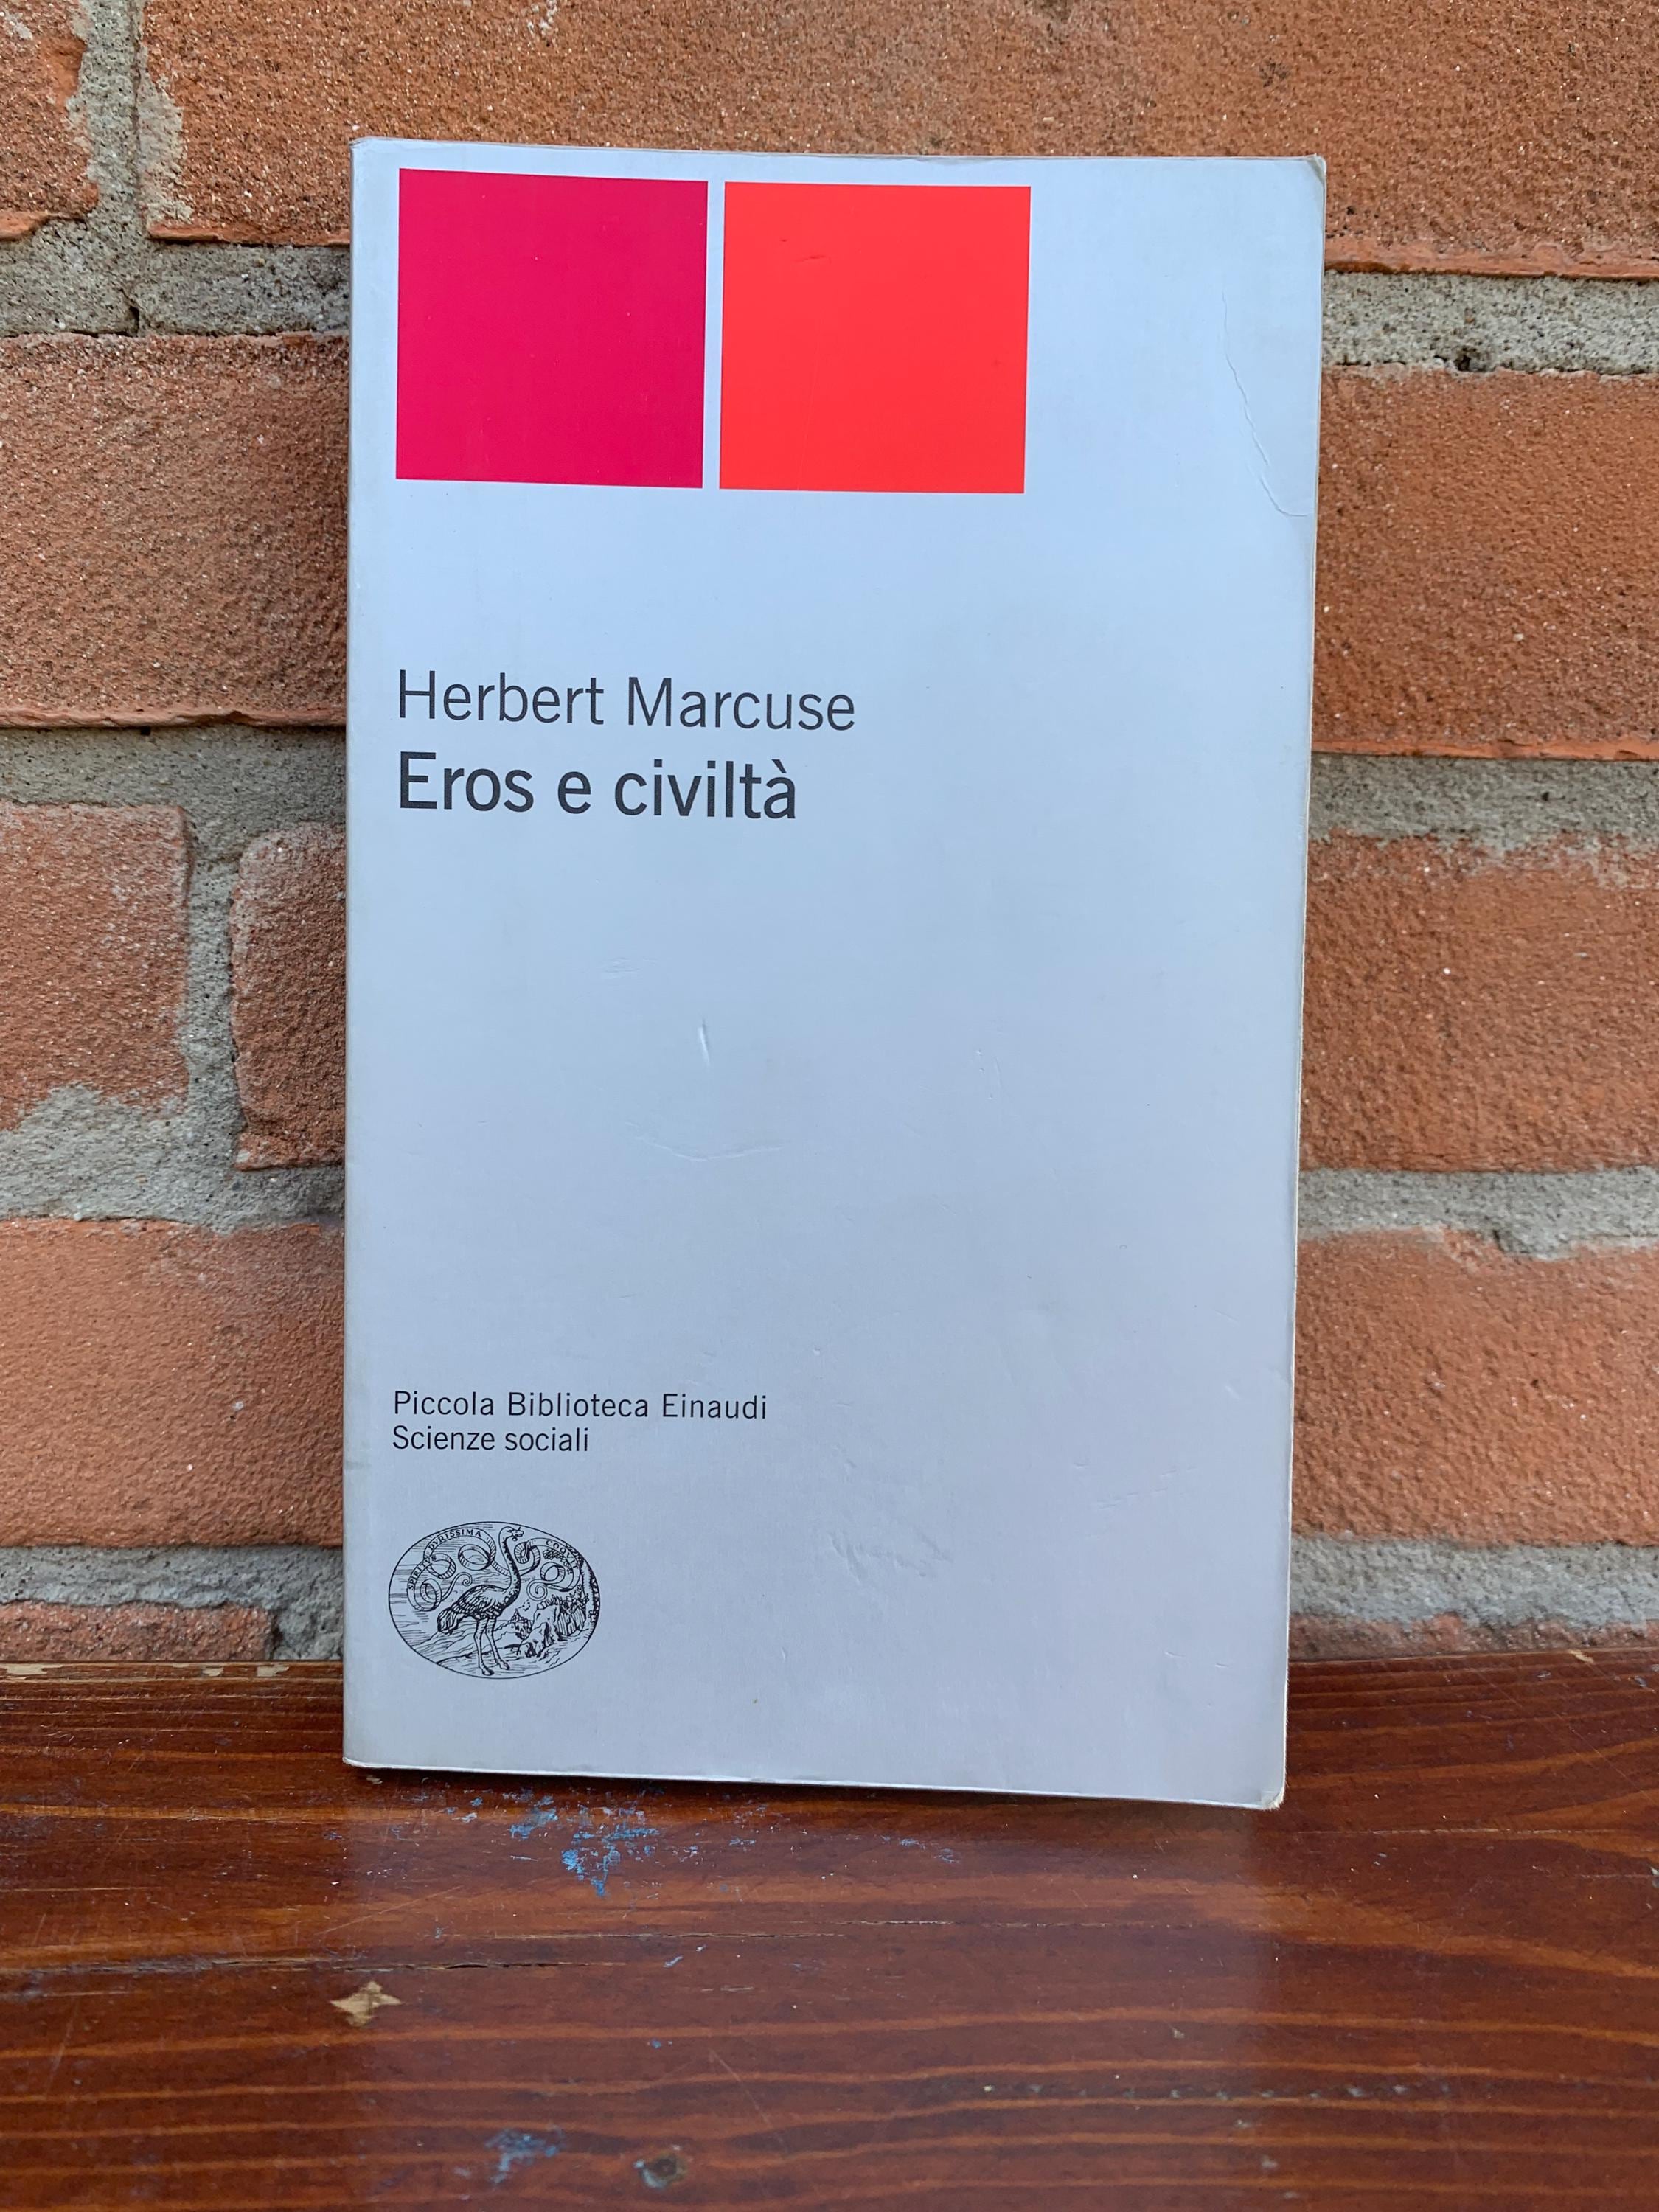 Herbert Marcuse
Eros e civiltà
Piccola Biblioteca Einaudi
Scienze sociali